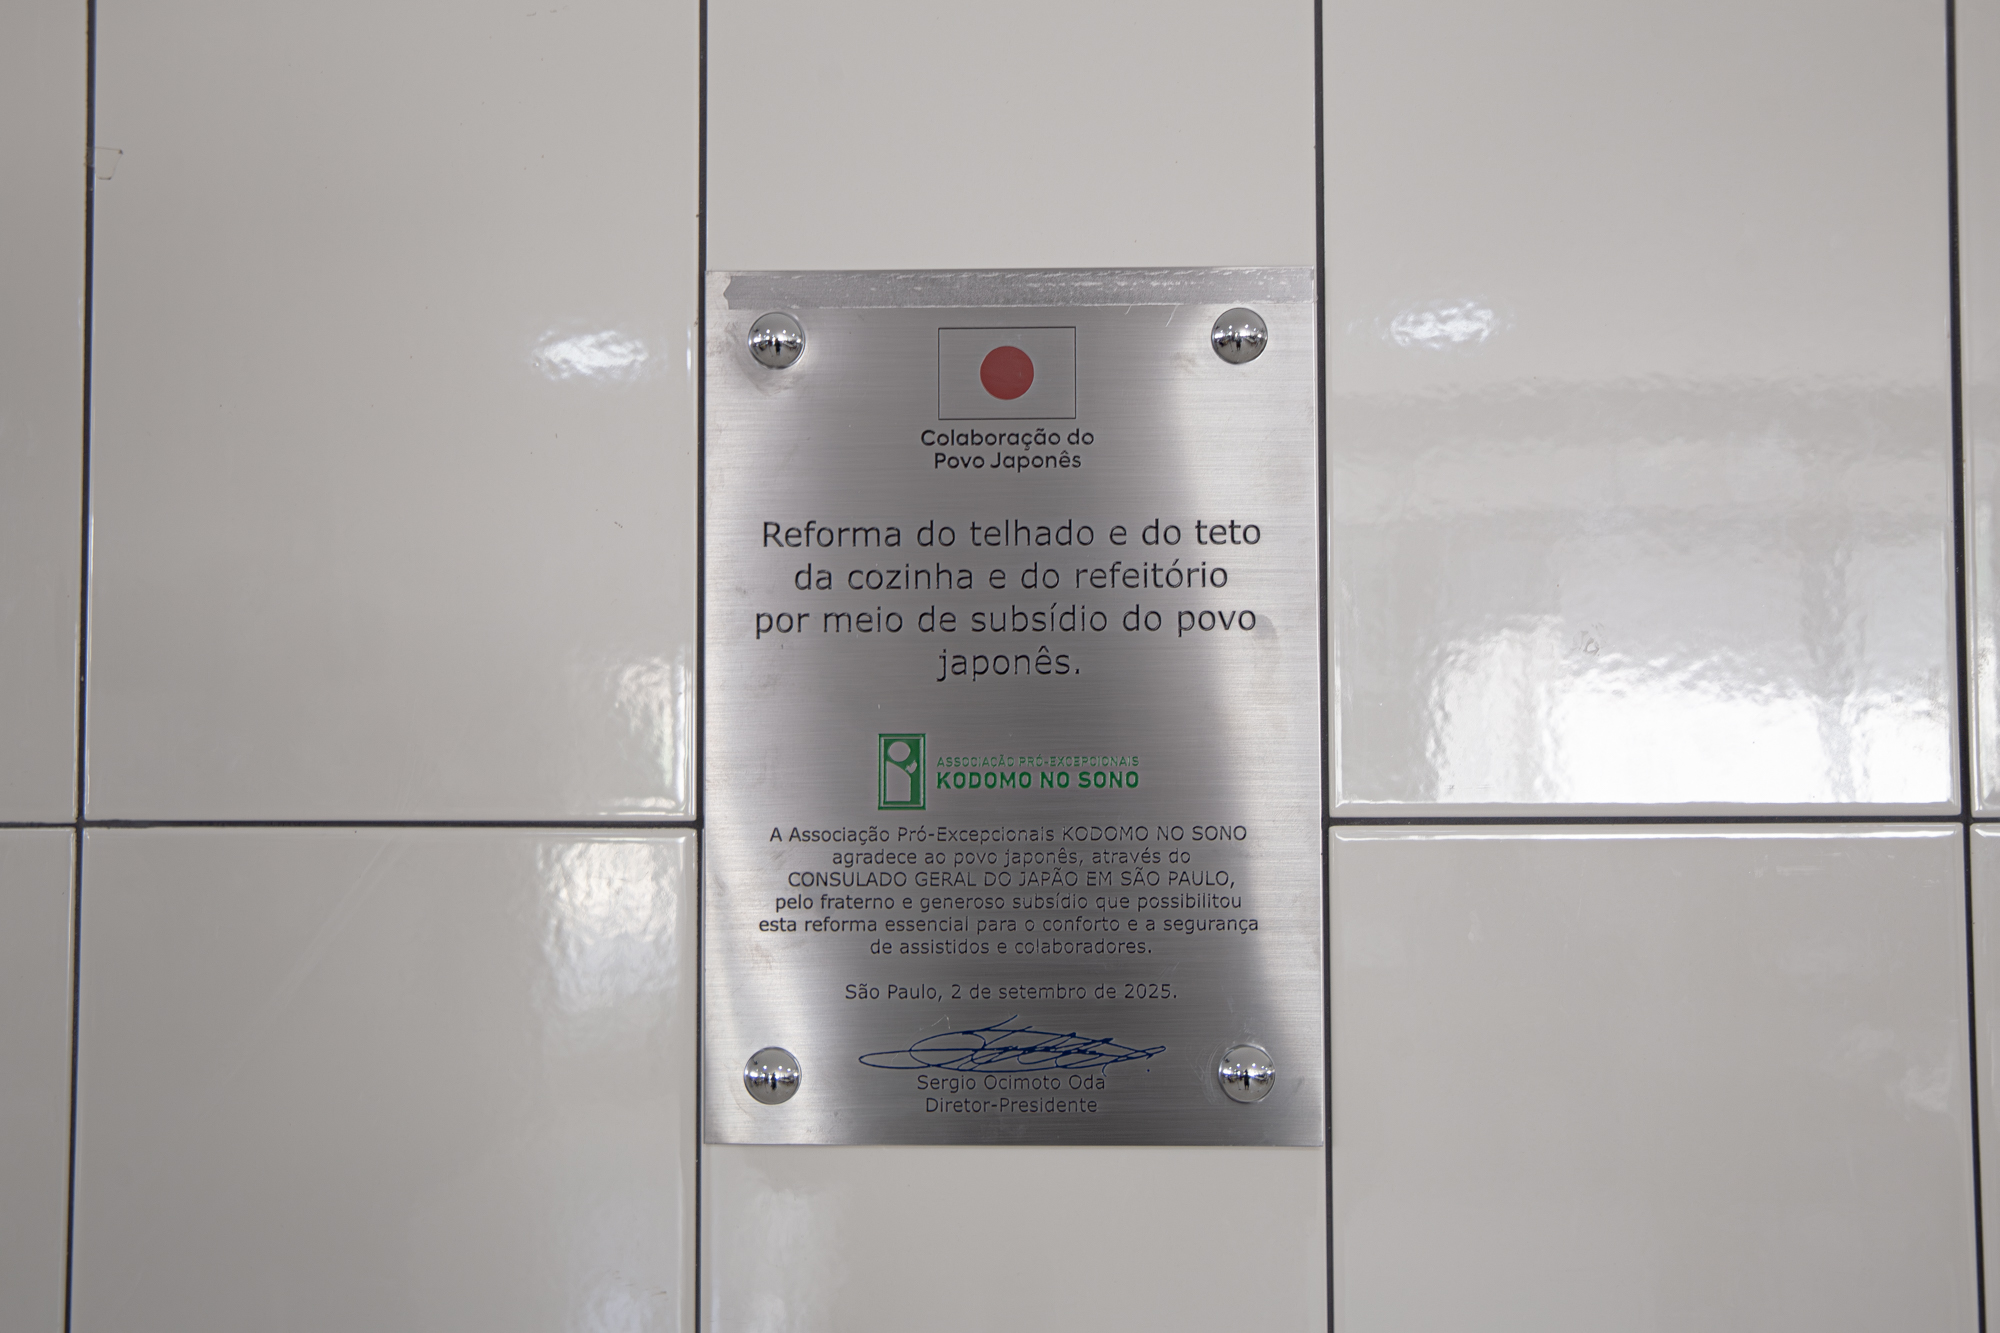 Colaboração do
Povo Japonês
Reforma do telhado e do teto
da cozinha e do refeitório
por meio de subsídio do povo
japonês.
ASSOCIAÇÃO PRÓ-EXCEPCIONAIS
KODOMO NO SONO
A Associação Pró-Excepcionais KODOMO NO SONO
agradece ao povo japonês, através do
CONSULADO GERAL DO JAPÃO EM SÃO PAULO,
pelo fraterno e generoso subsídio que possibilitou
esta reforma essencial para o conforto e a segurança
de assistidos e colaboradores.
São Paulo, 2 de setembro de 2025.
Sergio Ocimoto Oda
Diretor-Presidente